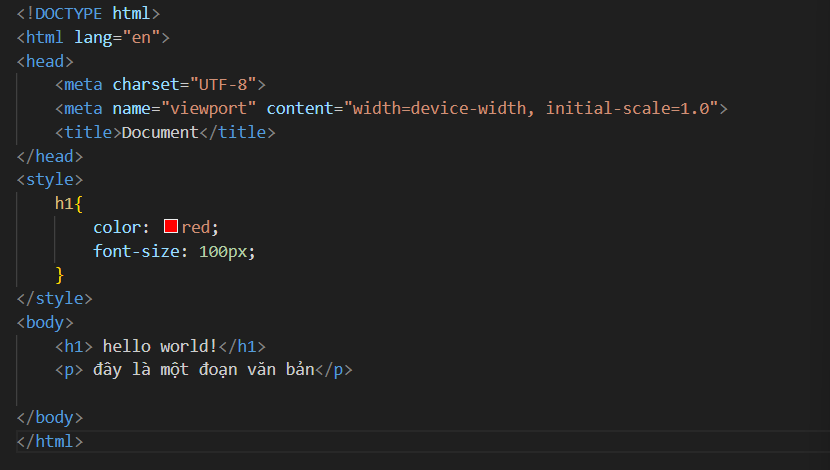 <!DOCTYPE html>
<html lang="en">
<head>
    <meta charset="UTF-8">
    <meta name="viewport" content="width=device-width, initial-scale=1.0">
    <title>Document</title>
</head>
<style>
    h1{
        color: red;
        font-size: 100px;
    }
</style>
<body>
    <h1> hello world!</h1>
    <p> đây là một đoạn văn bản</p>

</body>
</html>